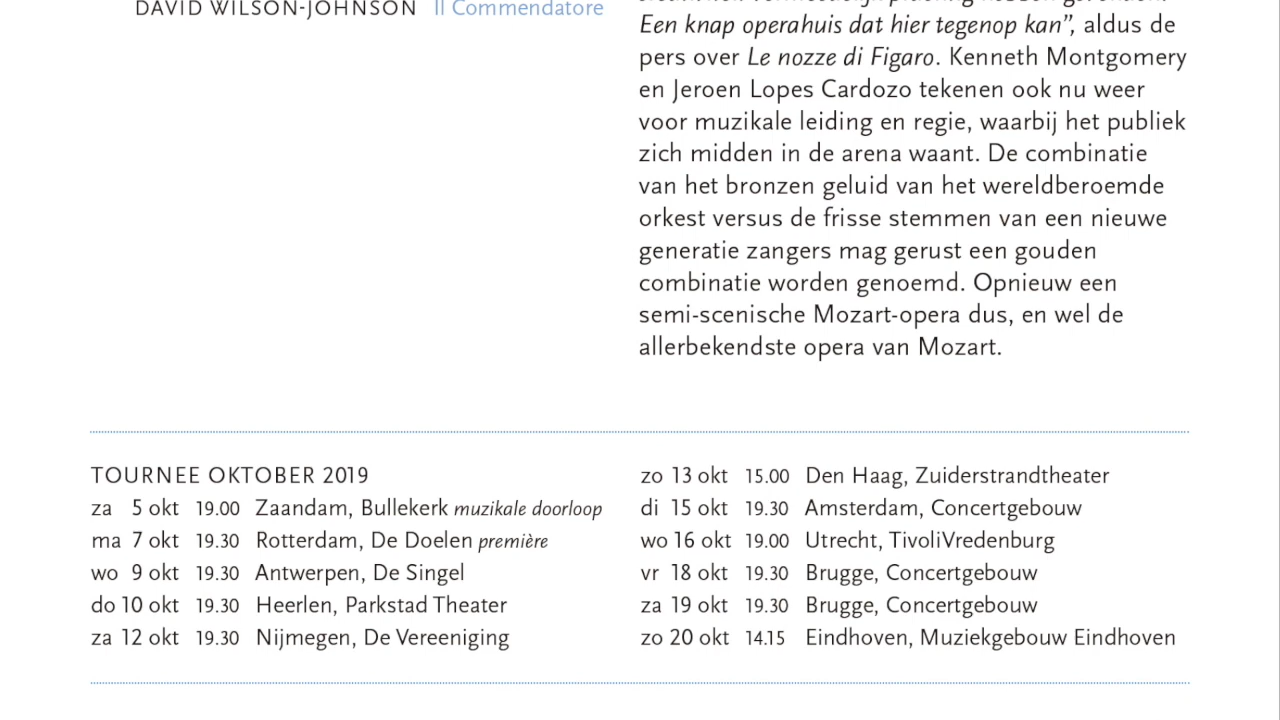 DAVID WILSON-JOHNSON Il Commendatore
Een knap operahuis dat hier tegenop kan”, aldus de
pers over Le nozze di Figaro. Kenneth Montgomery
en Jeroen Lopes Cardozo tekenen ook nu weer
voor muzikale leiding en regie, waarbij het publiek
zich midden in de arena waant. De combinatie
van het bronzen geluid van het wereldberoemde
orkest versus de frisse stemmen van een nieuwe
generatie zangers mag gerust een gouden
combinatie worden genoemd. Opnieuw een
semi-scenische Mozart-opera dus, en wel de
allerbekendste opera van Mozart.
TOURNEE OKTOBER 2019
za 5 okt 19.00 Zaandam, Bullekerk muzikale doorloop
ma 7 okt 19.30 Rotterdam, De Doelen première
wo 9 okt 19.30 Antwerpen, De Singel
do 10 okt 19.30 Heerlen, Parkstad Theater
za 12 okt 19.30 Nijmegen, De Vereeniging
zo 13 okt 15.00 Den Haag, Zuiderstrandtheater
di 15 okt 19.30 Amsterdam, Concertgebouw
wo 16 okt 19.00 Utrecht, TivoliVredenburg
vr 18 okt 19.30 Brugge, Concertgebouw
za 19 okt 19.30 Brugge, Concertgebouw
zo 20 okt 14.15 Eindhoven, Muziekgebouw Eindhoven